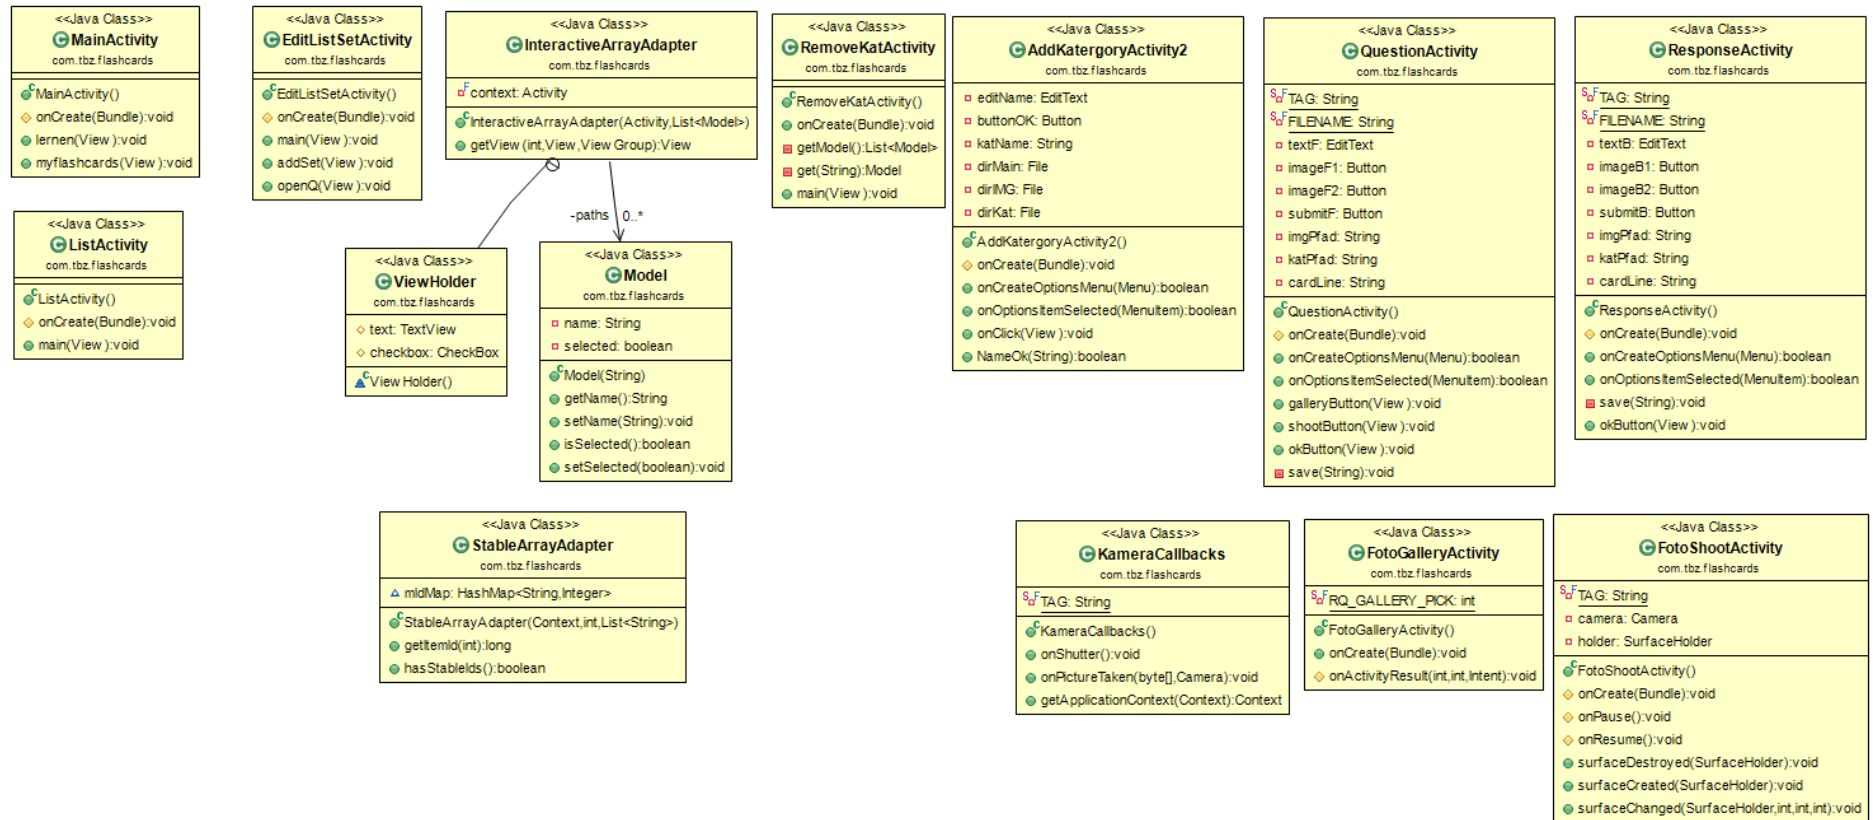 <<Java Class>>
MainActivity
com.tbz.flashcards
MainActivity()
onCreate(Bundle):void
lernen(View):void
myflashcards(View):void
<<Java Class>>
EditListSetActivity
com.tbz.flashcards
EditListSetActivity()
onCreate(Bundle):void
main(View):void
addSet(View):void
openQ(View):void
<<Java Class>>
InteractiveArrayAdapter
com.tbz.flashcards
context: Activity
InteractiveArrayAdapter(Activity,List<Model>)
getView(int,View,ViewGroup):View
<<Java Class>>
RemoveKatActivity
com.tbz.flashcards
RemoveKatActivity()
onCreate(Bundle):void
getModel():List<Model>
get(String):Model
main(View):void
<<Java Class>>
AddKatergoryActivity2
com.tbz.flashcards
editName: EditText
buttonOK: Button
katName: String
dirMain: File
dirIMG: File
dirKat: File
AddKatergoryActivity2()
onCreate(Bundle):void
onCreateOptionsMenu(Menu):boolean
onOptionsItemSelected(MenuItem):boolean
onClick(View):void
NameOk(String):boolean
<<Java Class>>
QuestionActivity
com.tbz.flashcards
TAG: String
FILENAME: String
textF: EditText
imageF1: Button
imageF2: Button
submitF: Button
imgPfad: String
katPfad: String
cardLine: String
QuestionActivity()
onCreate(Bundle):void
onCreateOptionsMenu(Menu):boolean
onOptionsItemSelected(MenuItem):boolean
galleryButton(View):void
shootButton(View):void
okButton(View):void
save(String):void
<<Java Class>>
ResponseActivity
com.tbz.flashcards
TAG: String
FILENAME: String
textB: EditText
imageB1: Button
imageB2: Button
submitB: Button
imgPfad: String
katPfad: String
cardLine: String
ResponseActivity()
onCreate(Bundle):void
onCreateOptionsMenu(Menu):boolean
onOptionsItemSelected(MenuItem):boolean
save(String):void
okButton(View):void
<<Java Class>>
ListActivity
com.tbz.flashcards
ListActivity()
onCreate(Bundle):void
main(View):void
-paths 0..*
<<Java Class>>
ViewHolder
com.tbz.flashcards
text: TextView
checkbox: CheckBox
ViewHolder()
<<Java Class>>
Model
com.tbz.flashcards
name: String
selected: boolean
Model(String)
getName():String
setName(String):void
isSelected():boolean
setSelected(boolean):void
<<Java Class>>
StableArrayAdapter
com.tbz.flashcards
mIdMap: HashMap<String,Integer>
StableArrayAdapter(Context,int,List<String>)
getItemId(int):long
hasStableIds():boolean
<<Java Class>>
KameraCallbacks
com.tbz.flashcards
TAG: String
KameraCallbacks()
onShutter():void
onPictureTaken(byte[],Camera):void
getApplicationContext(Context):Context
<<Java Class>>
FotoGalleryActivity
com.tbz.flashcards
RQ_GALLERY_PICK: int
FotoGalleryActivity()
onCreate(Bundle):void
onActivityResult(int,int,Intent):void
<<Java Class>>
FotoShootActivity
com.tbz.flashcards
TAG: String
camera: Camera
holder: SurfaceHolder
FotoShootActivity()
onCreate(Bundle):void
onPause():void
onResume():void
surfaceDestroyed(SurfaceHolder):void
surfaceCreated(SurfaceHolder):void
surfaceChanged(SurfaceHolder,int,int,int):void